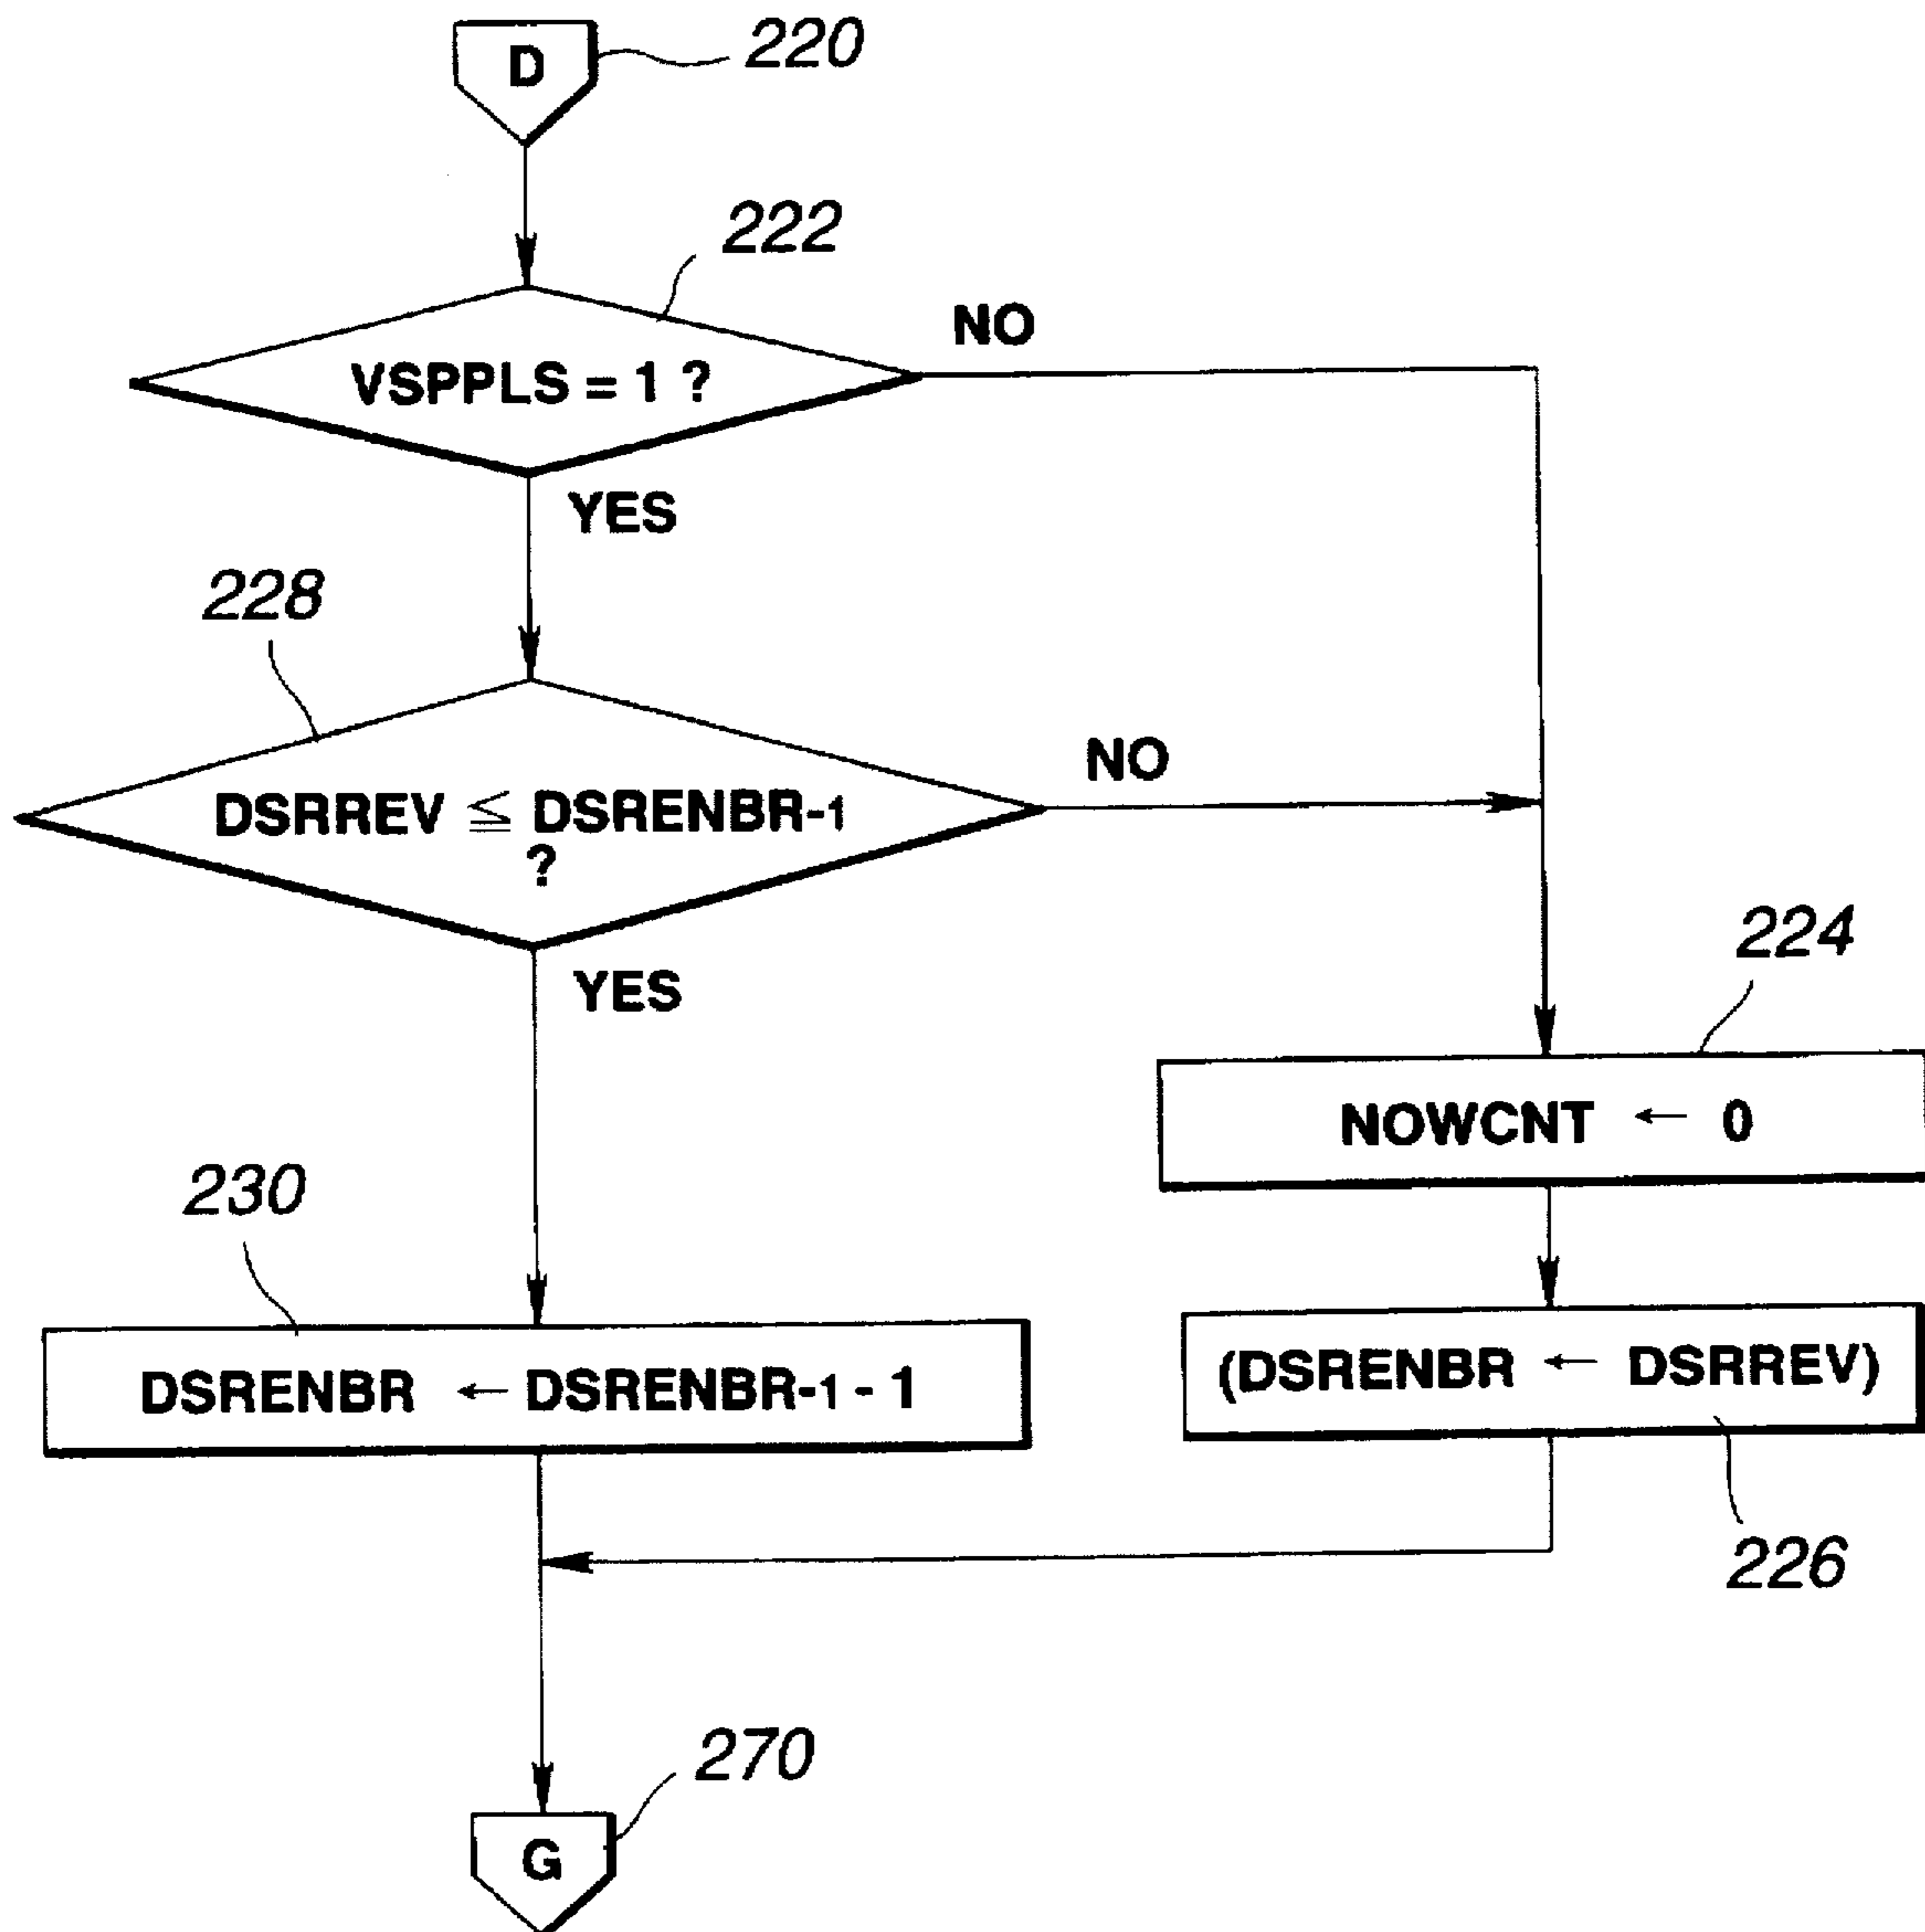 D
220
222
VSPPLS = 1 ?
NO
YES
228
DSRREV ≦ DSRENBR-1
?
NO
YES
224
NOWCNT ← 0
230
DSRENBR ← DSRENBR-1 - 1
(DSRENBR ← DSRREV)
226
270
G